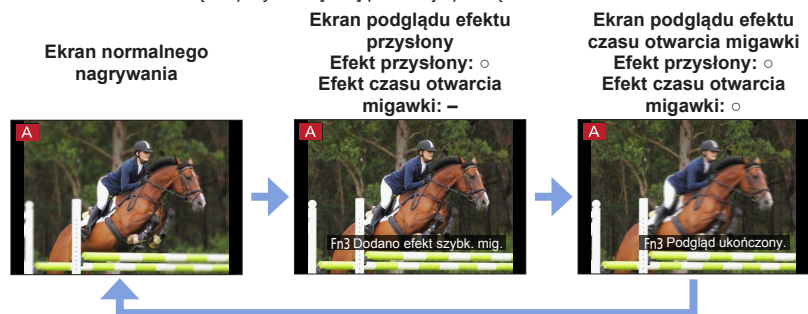 Ekran normalnego
nagrywania
Ekran podglądu efektu
przysłony
Efekt przysłony: ○
Efekt czasu otwarcia
migawki: –
Ekran podglądu efektu
czasu otwarcia migawki
Efekt przysłony: ○
Efekt czasu otwarcia
migawki: ○
A
A
Fn3 Dodano efekt szybk. mig.
A
Fn3 Podgląd ukończony.